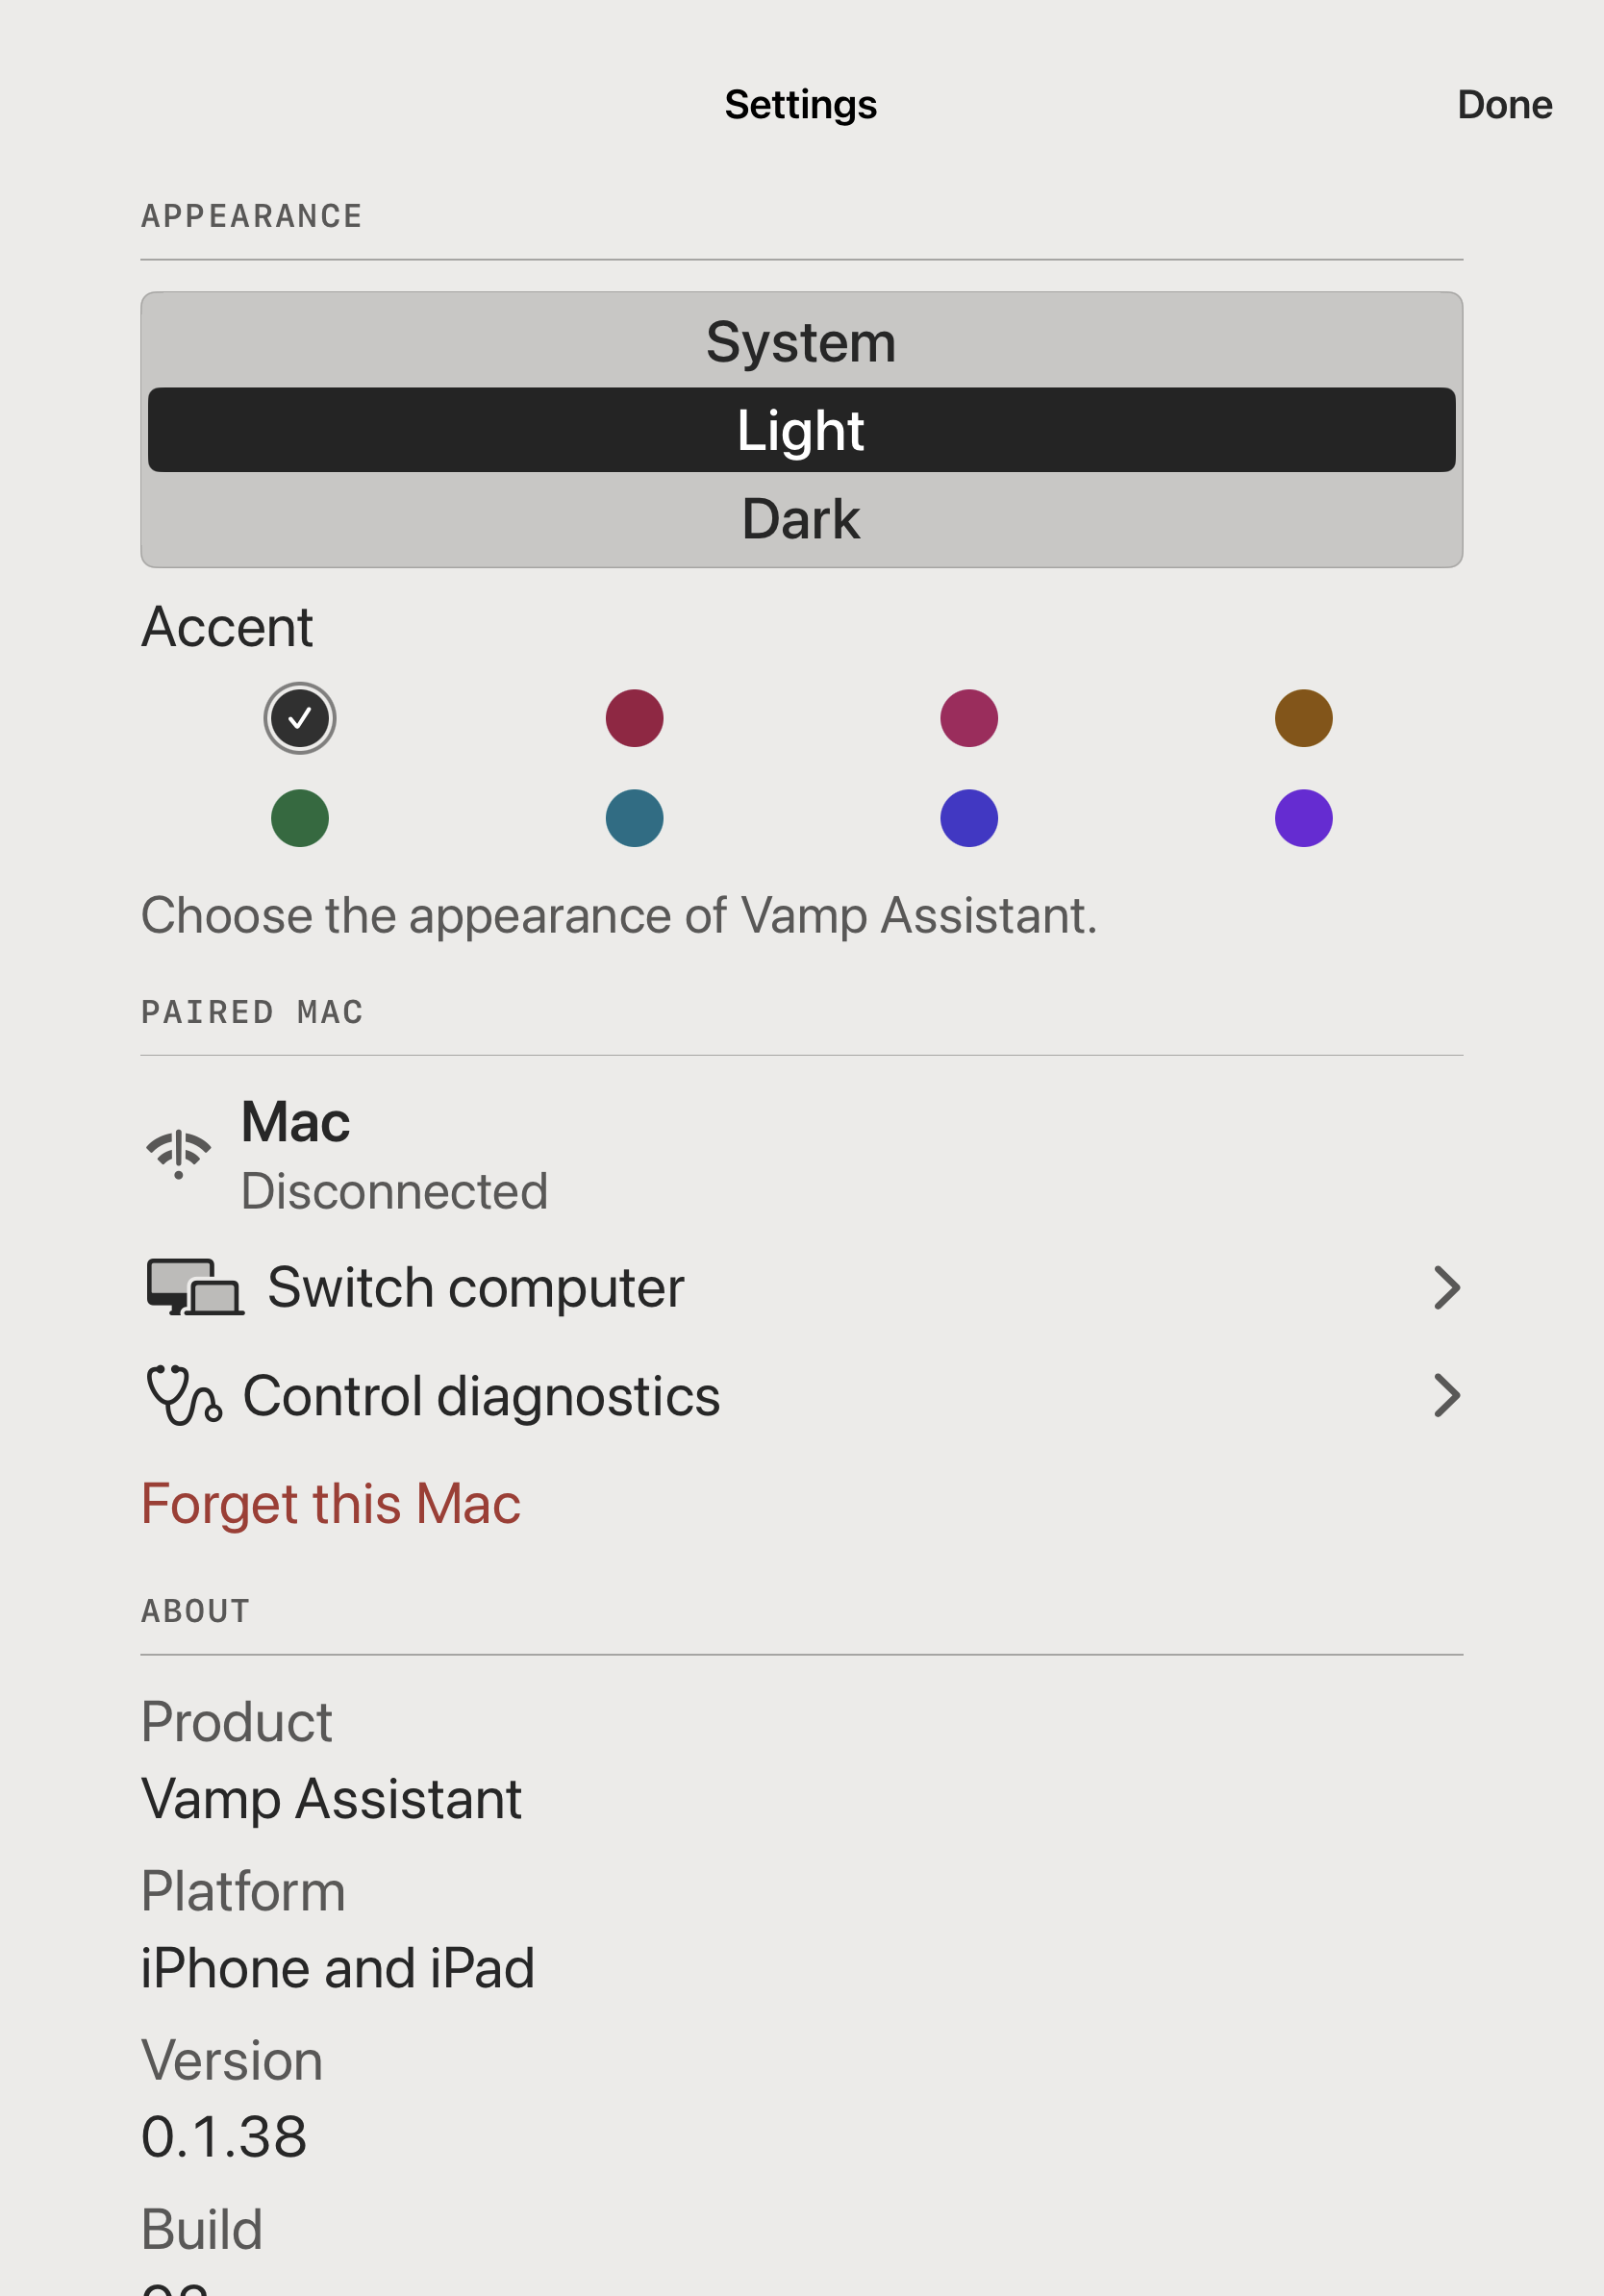 Settings
Done
APPEARANCE
System
Light
Dark
Accent
Choose the appearance of Vamp Assistant.
PAIRED MAC
Mac
Disconnected
Switch computer
Control diagnostics
Forget this Mac
ABOUT
Product
Vamp Assistant
Platform
iPhone and iPad
Version
0.1.38
Build